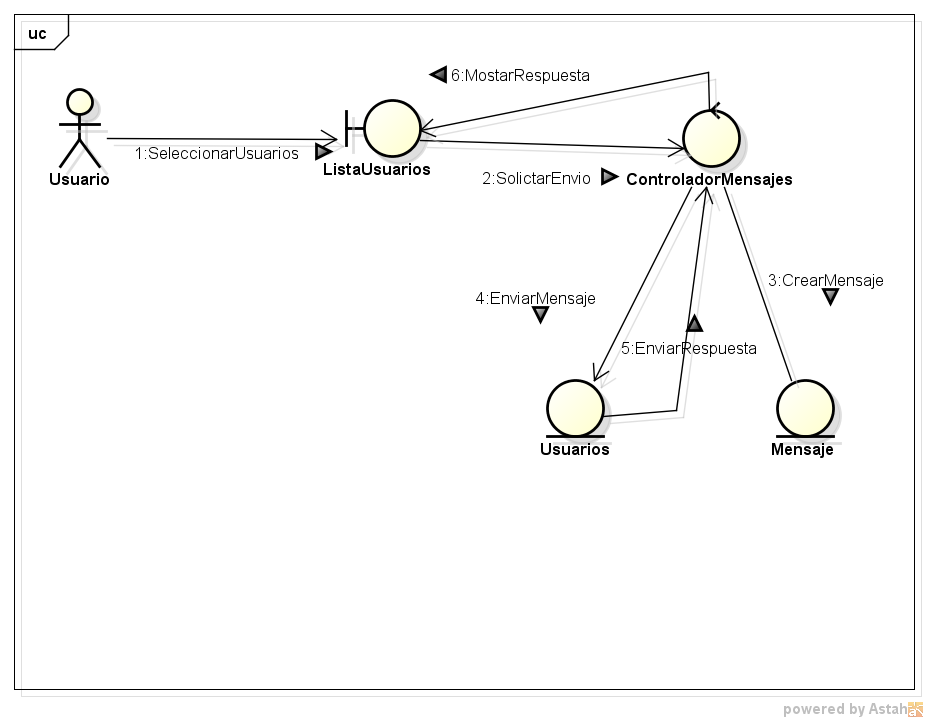 uc
6:MostarRespuesta
1:SeleccionarUsuarios
ListaUsuarios
Usuario
2:SolictarEnvio
ControladorMensajes
3:CrearMensaje
4:EnviarMensaje
5:EnviarRespuesta
Usuarios
Mensaje
powered by Astah